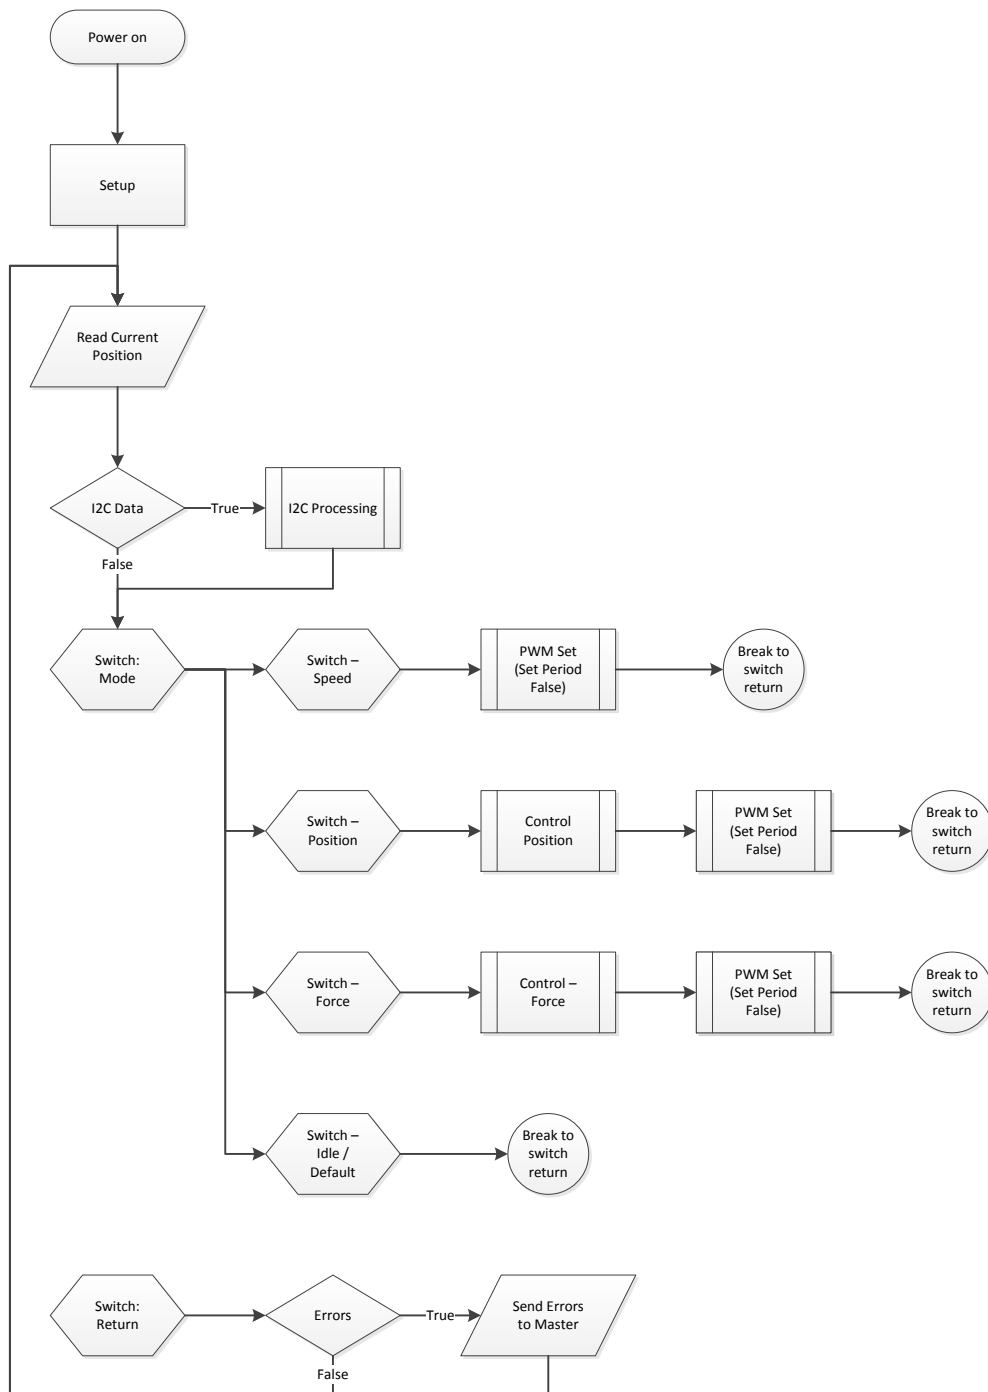 Power on
Setup
Read Current
Position
I2C Data
True
I2C Processing
False
Switch:
Mode
Switch –
Speed
PWM Set
(Set Period
False)
Break to
switch
return
Switch –
Position
Control
Position
PWM Set
(Set Period
False)
Break to
switch
return
Switch –
Force
Control –
Force
PWM Set
(Set Period
False)
Break to
switch
return
Switch –
Idle /
Default
Break to
switch
return
Switch:
Return
Errors
True
Send Errors
to Master
False